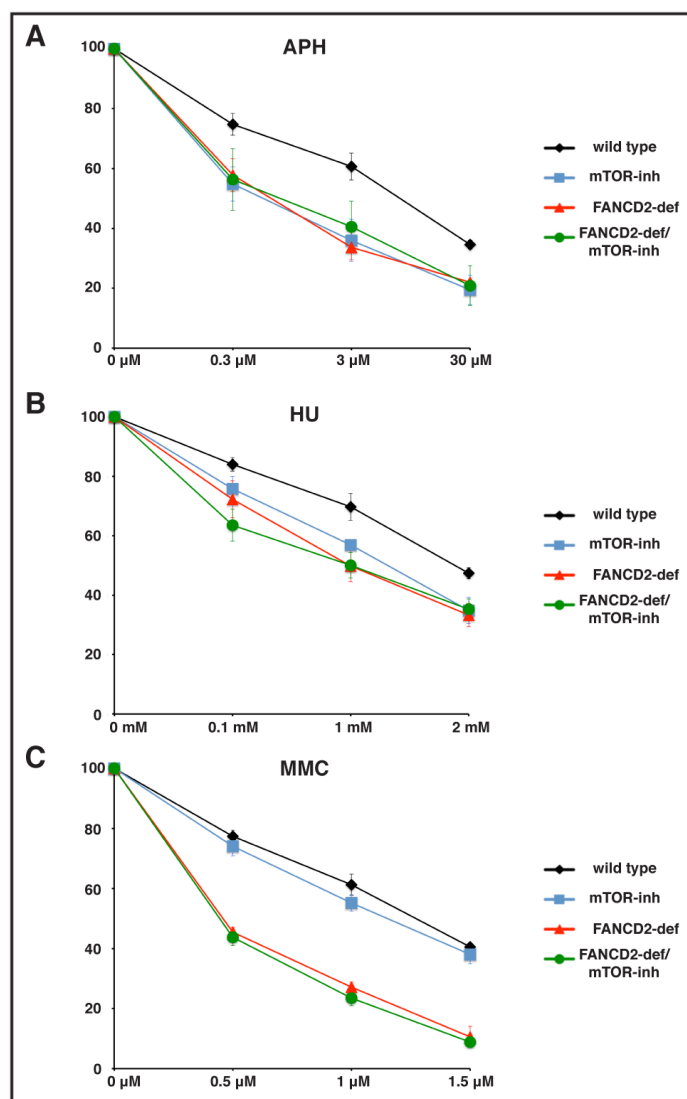 A
APH
100
80
60
40
20
0
0 µM
0.3 µM
3 µM
30 µM
wild type
mTOR-inh
FANCD2-def
FANCD2-def/
mTOR-inh
B
HU
100
80
60
40
20
0
0 mM
0.1 mM
1 mM
2 mM
wild type
mTOR-inh
FANCD2-def
FANCD2-def/
mTOR-inh
C
MMC
100
80
60
40
20
0
0 µM
0.5 µM
1 µM
1.5 µM
wild type
mTOR-inh
FANCD2-def
FANCD2-def/
mTOR-inh